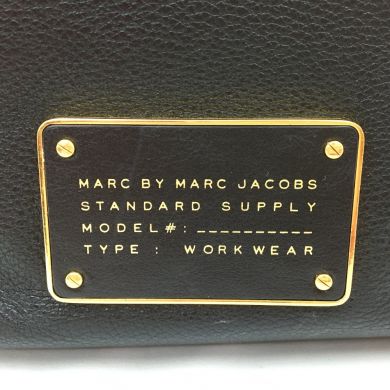 MARC BY MARC JACOBS
STANDARD SUPPLY
MODEL#: __________
TYPE : WORKWEAR